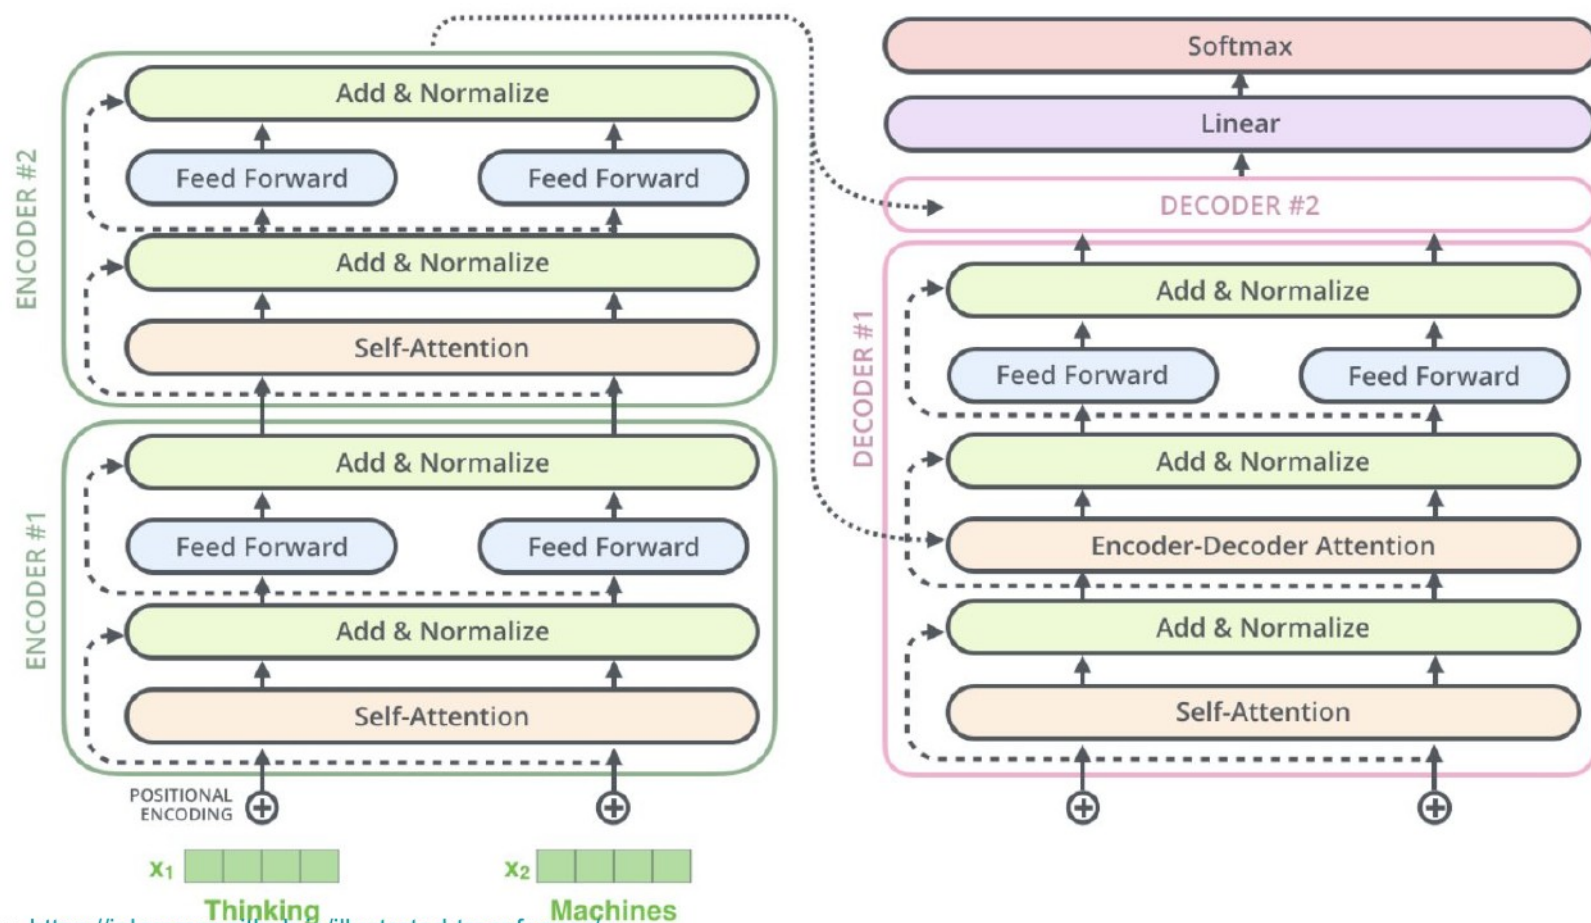 ENCODER #2
Add & Normalize
Feed Forward Feed Forward
Add & Normalize
Self-Attention
ENCODER #1
Add & Normalize
Feed Forward Feed Forward
Add & Normalize
Self-Attention
POSITIONAL
ENCODING
x₁ x₂
Thinking Machines
Softmax
Linear
DECODER #2
DECODER #1
Add & Normalize
Feed Forward Feed Forward
Add & Normalize
Encoder-Decoder Attention
Add & Normalize
Self-Attention